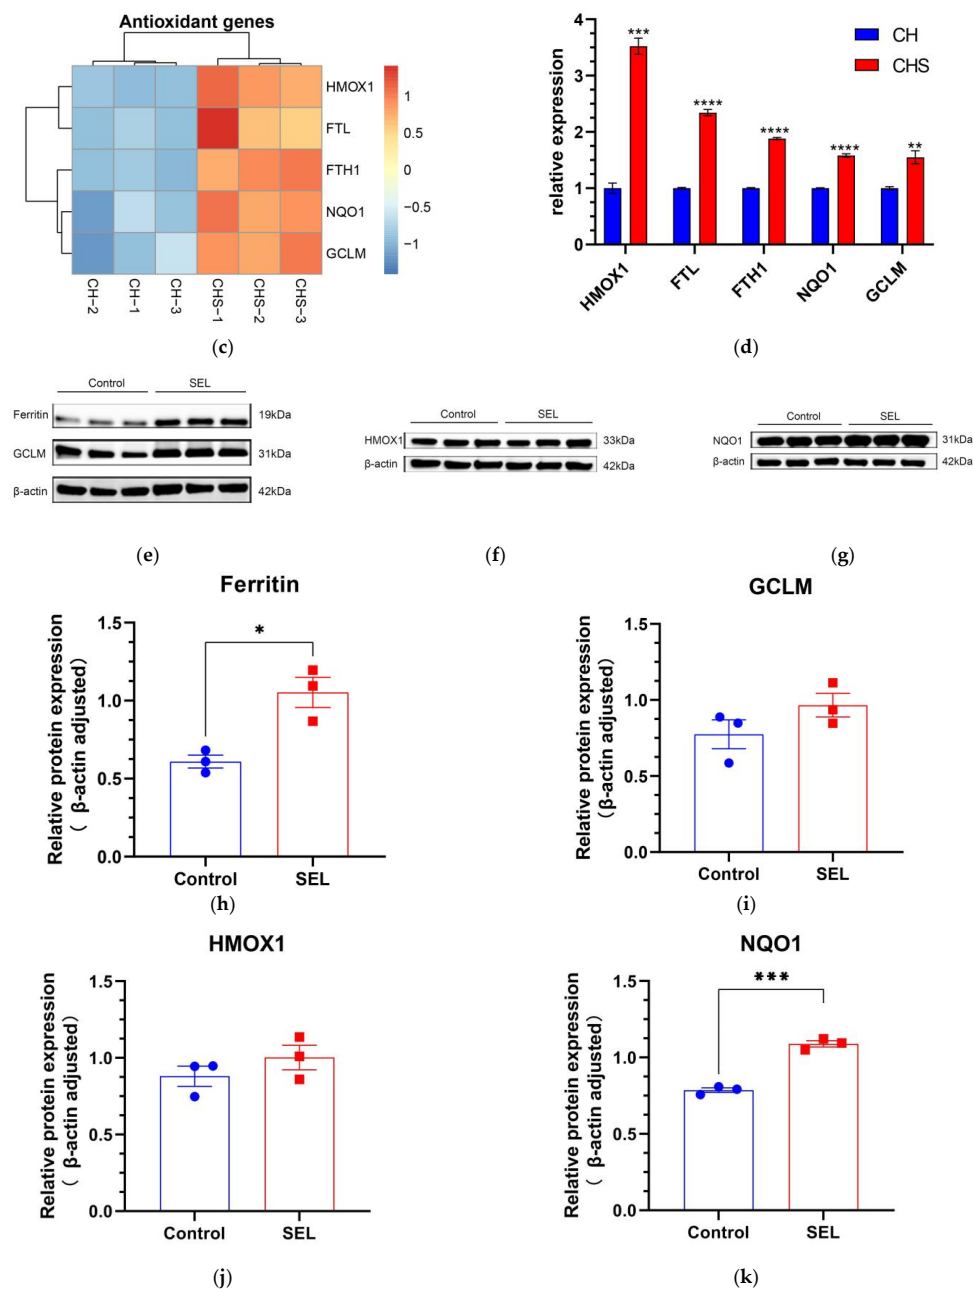 Antioxidant genes
HMOX1
FTL
FTH1
NQO1
GCLM
1
0.5
0
−0.5
−1
CH−2
CH−1
CH−3
CHS−1
CHS−2
CHS−3
(c)
relative expression
4
3
2
1
0
***
****
****
****
**
CH
CHS
HMOX1
FTL
FTH1
NQO1
GCLM
(d)
Control SEL
Ferritin 19kDa
GCLM 31kDa
β-actin 42kDa
(e)
Control SEL
HMOX1 33kDa
β-actin 42kDa
(f)
Control SEL
NQO1 31kDa
β-actin 42kDa
(g)
Ferritin
Relative protein expression
( β-actin adjusted)
1.5
1.0
0.5
0.0
*
Control SEL
(h)
GCLM
Relative protein expression
(β-actin adjusted)
1.5
1.0
0.5
0.0
Control SEL
(i)
HMOX1
Relative protein expression
( β-actin adjusted)
1.5
1.0
0.5
0.0
Control SEL
(j)
NQO1
Relative protein expression
( β-actin adjusted)
1.5
1.0
0.5
0.0
***
Control SEL
(k)